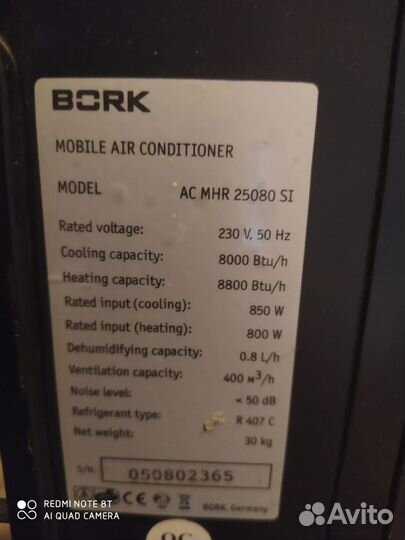 BORK
MOBILE AIR CONDITIONER
MODEL AC MHR 25080 SI
Rated voltage: 230 V, 50 Hz
Cooling capacity: 8000 Btu/h
Heating capacity: 8800 Btu/h
Rated input (cooling): 850 W
Rated input (heating): 800 W
Dehumidifying capacity: 0.8 L/h
Ventilation capacity: 400 м³/h
Noise level: < 50 dB
Refrigerant type: R 407 C
Net weight: 30 kg
S/N: 050802365
CE BORK, Germany
REDMI NOTE 8T
AI QUAD CAMERA
Avito